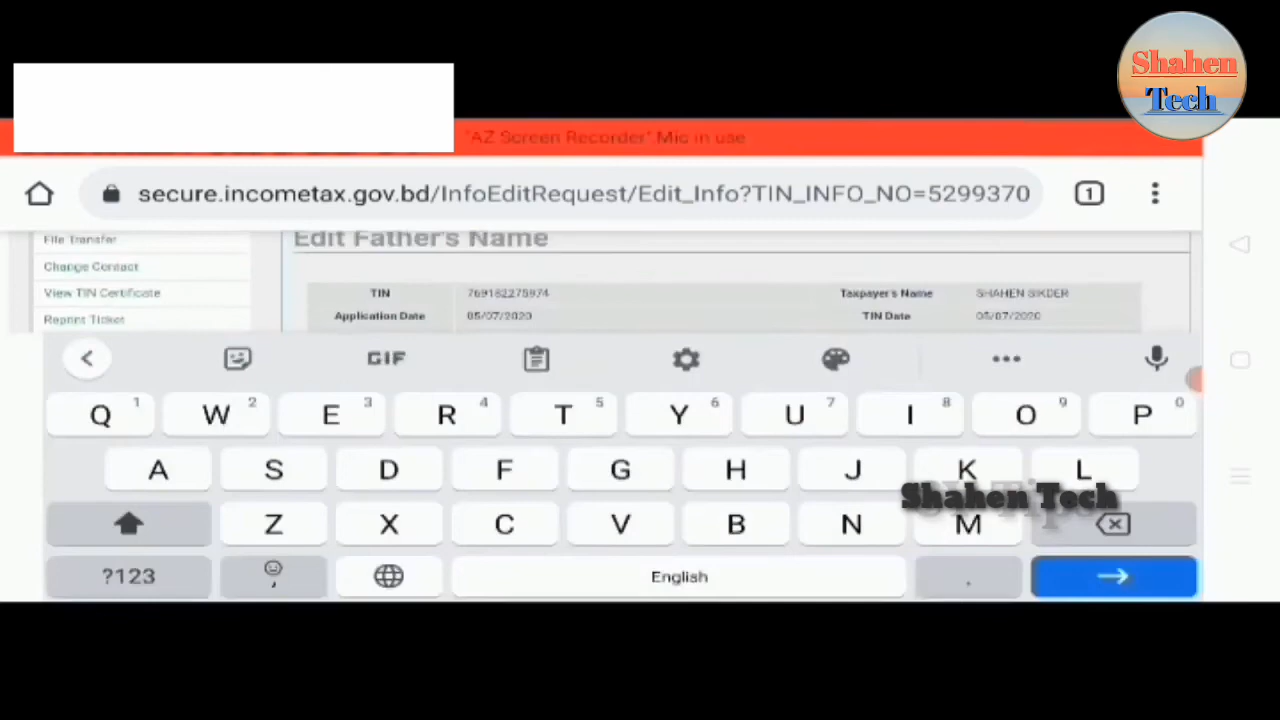 Shahen
Tech
"AZ Screen Recorder" Mic in use
secure.incometax.gov.bd/InfoEditRequest/Edit_Info?TIN_INFO_NO=5299370
1
File Transfer
Edit Father's Name
Change Contact
View TIN Certificate
TIN 769182275974 Taxpayer's Name SHAHEN SIKDER
Reprint Ticket
Application Date 05/07/2020 TIN Date 05/07/2020
GIF
Q 1 W 2 E 3 R 4 T 5 Y 6 U 7 I 8 O 9 P 0
A S D F G H J K L
Shahen Tech
Z X C V B N M
?123 , English .